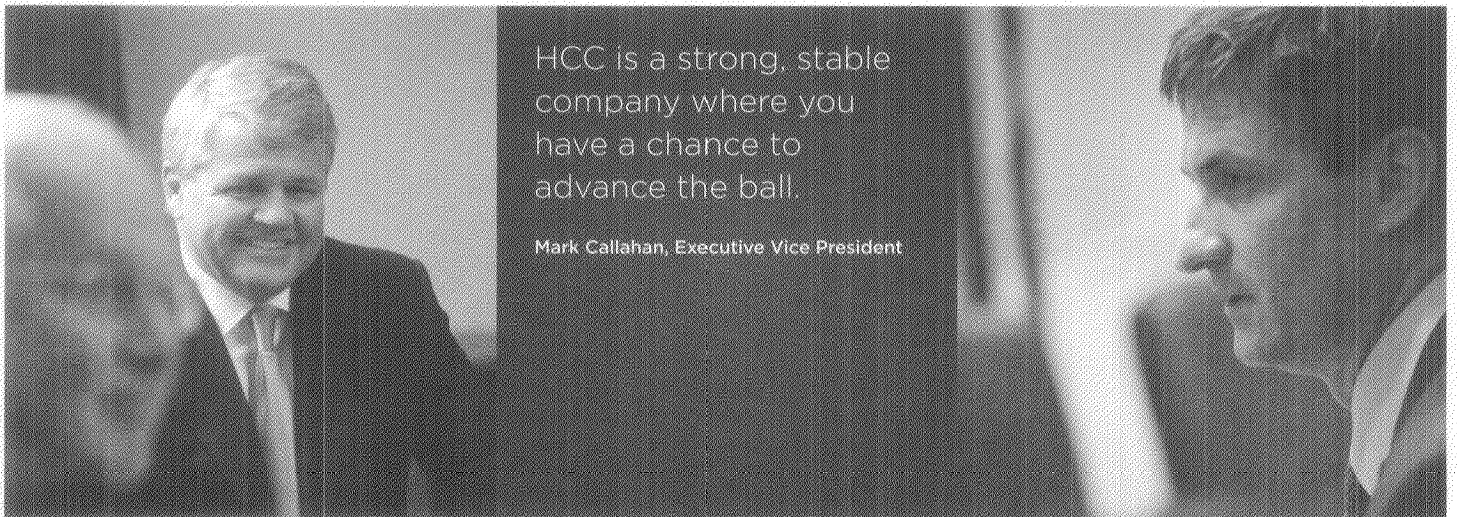 HCC is a strong, stable
company where you
have a chance to
advance the ball.
Mark Callahan, Executive Vice President